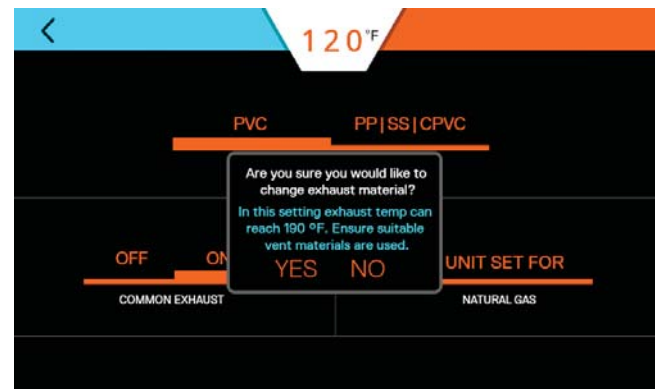 120°F
PVC PP|SS|CPVC
Are you sure you would like to
change exhaust material?
In this setting exhaust temp can
reach 190 ºF. Ensure suitable
vent materials are used.
YES NO
OFF ON
UNIT SET FOR
COMMON EXHAUST
NATURAL GAS